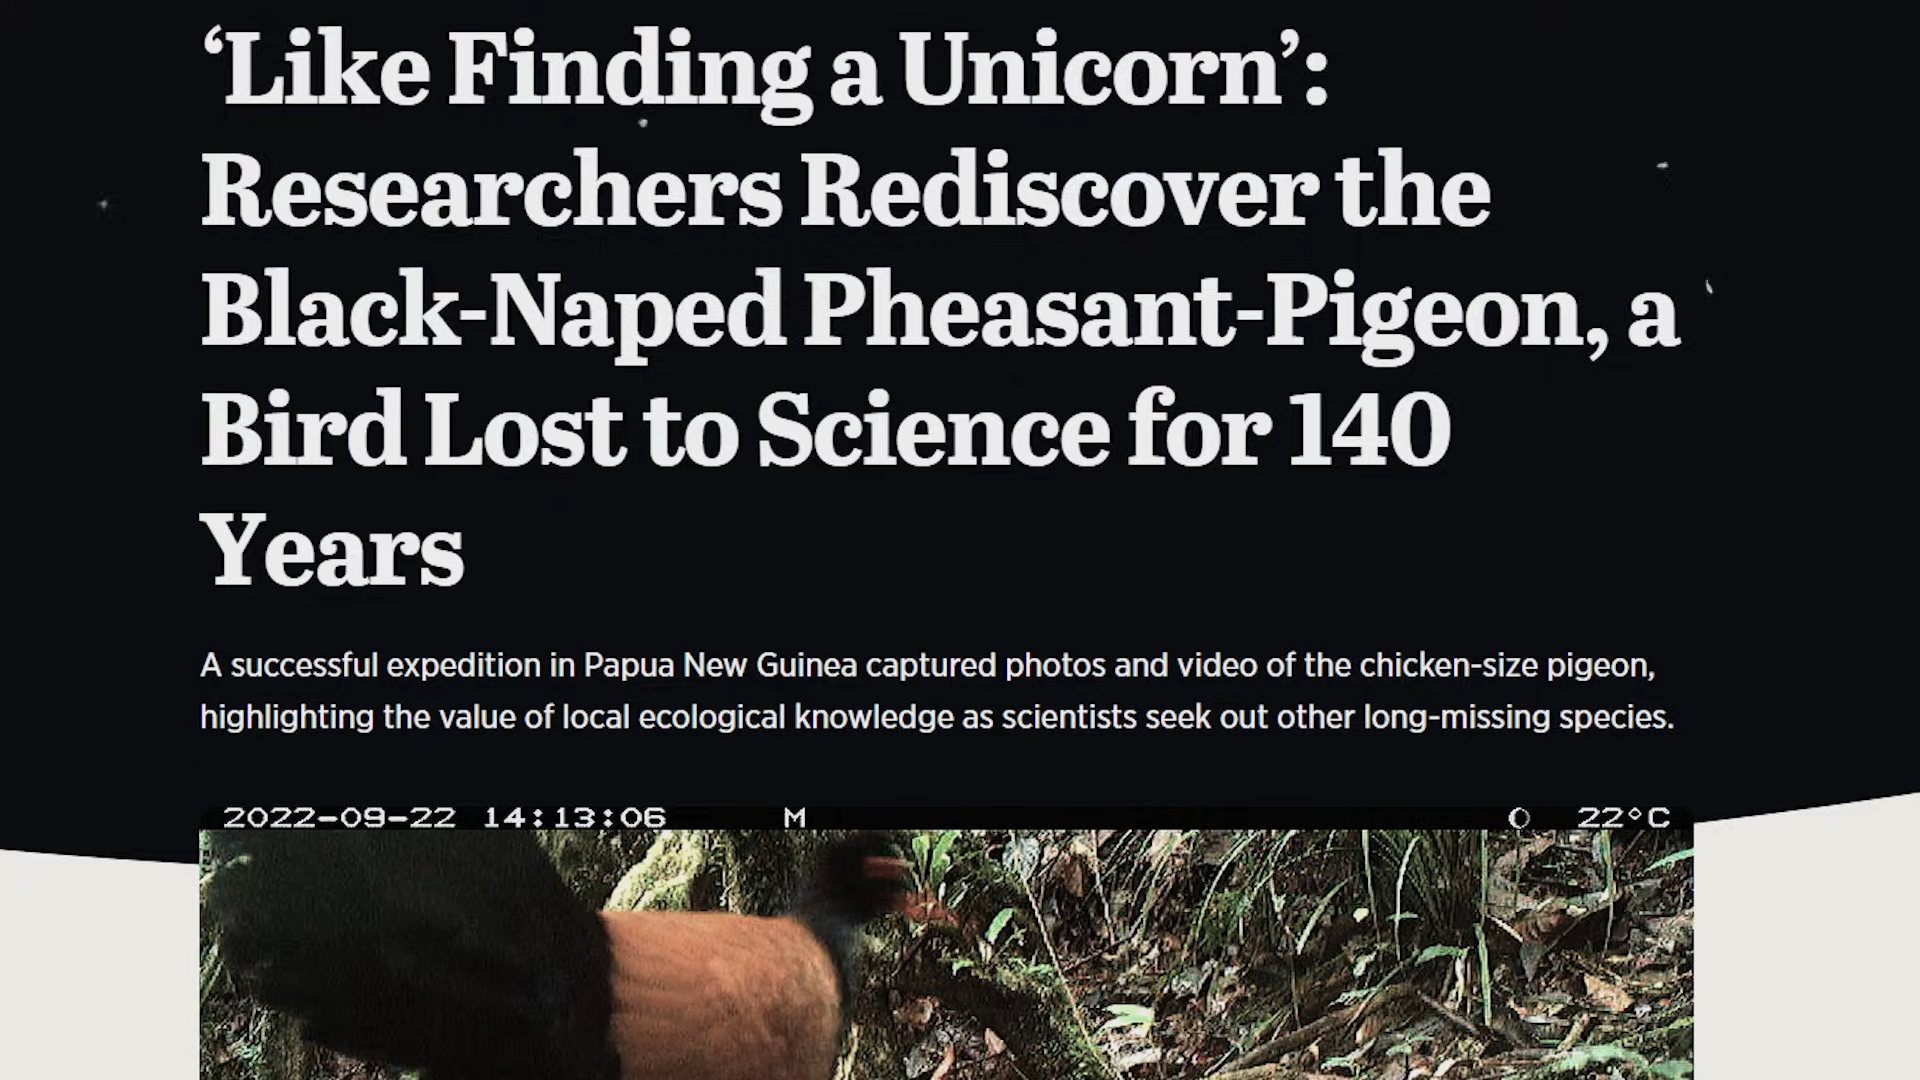 ‘Like Finding a Unicorn’:
Researchers Rediscover the
Black-Naped Pheasant-Pigeon, a
Bird Lost to Science for 140
Years
A successful expedition in Papua New Guinea captured photos and video of the chicken-size pigeon,
highlighting the value of local ecological knowledge as scientists seek out other long-missing species.
2022-09-22 14:13:06 M 22°C